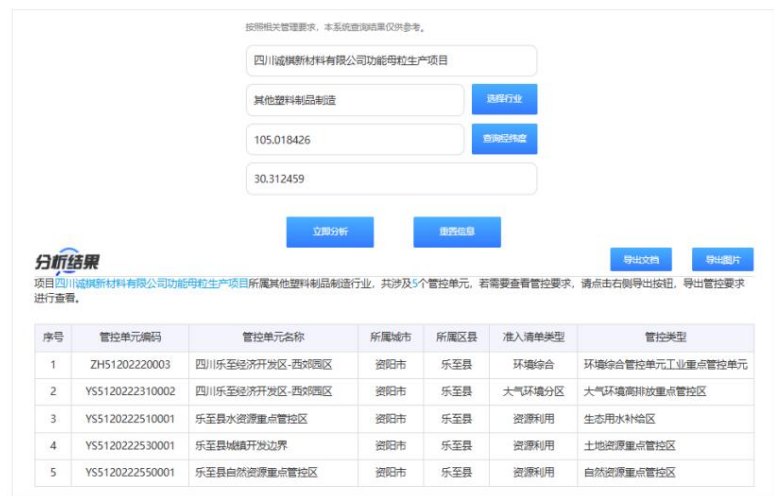 按照相关管理要求，本系统查询结果仅供参考。
四川诚棋新材料有限公司功能母粒生产项目
其他塑料制品制造
选择行业
105.018426
查询经纬度
30.312459
立即分析
重置信息
分析结果
导出文档
导出图片
项目四川诚棋新材料有限公司功能母粒生产项目所属其他塑料制品制造行业，共涉及5个管控单元，若需要查看管控要求，请点击右侧导出按钮，导出管控要求
进行查看。
序号 管控单元编码 管控单元名称 所属城市 所属区县 准入清单类型 管控类型
1 ZH51202220003 四川乐至经济开发区-西郊园区 资阳市 乐至县 环境综合 环境综合管控单元工业重点管控单元
2 YS5120222310002 四川乐至经济开发区-西郊园区 资阳市 乐至县 大气环境分区 大气环境高排放重点管控区
3 YS5120222510001 乐至县水资源重点管控区 资阳市 乐至县 资源利用 生态用水补给区
4 YS5120222530001 乐至县城镇开发边界 资阳市 乐至县 资源利用 土地资源重点管控区
5 YS5120222550001 乐至县自然资源重点管控区 资阳市 乐至县 资源利用 自然资源重点管控区